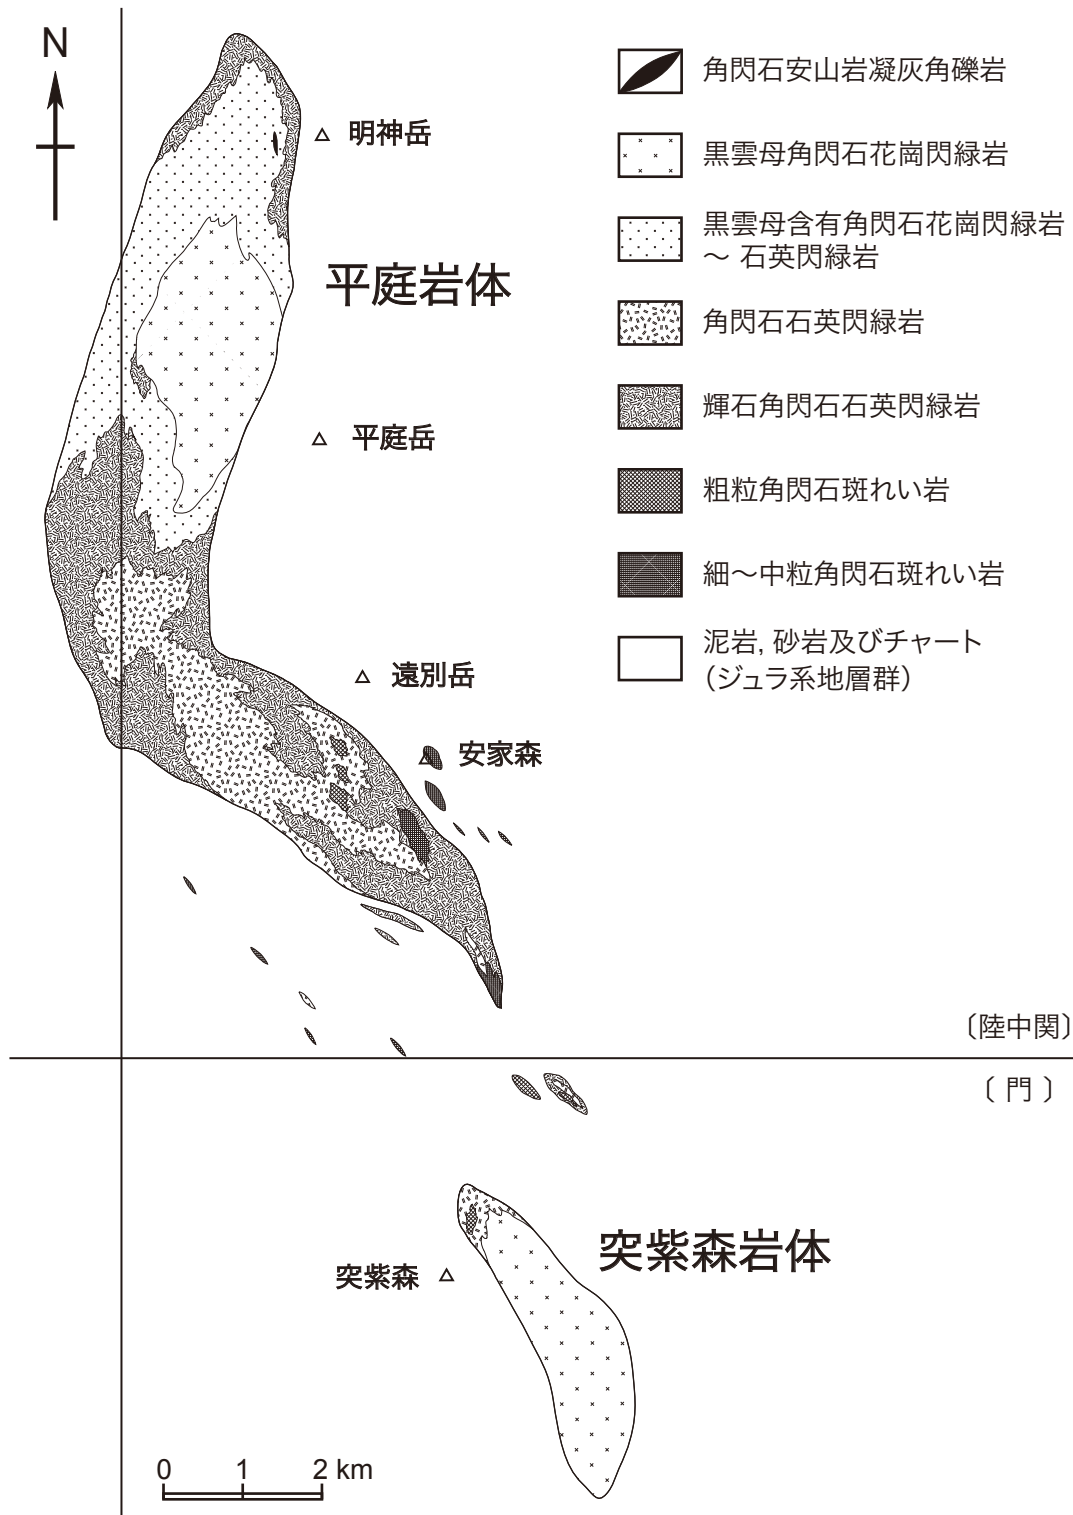 N
角閃石安山岩凝灰角礫岩
黒雲母角閃石花崗閃緑岩
黒雲母含有角閃石花崗閃緑岩
～ 石英閃緑岩
角閃石石英閃緑岩
輝石角閃石石英閃緑岩
粗粒角閃石斑れい岩
細～中粒角閃石斑れい岩
泥岩, 砂岩及びチャート
（ジュラ系地層群）
明神岳
平庭岩体
平庭岳
遠別岳
安家森
〔陸中関〕
〔 門 〕
突紫森岩体
突紫森
0 1 2 km